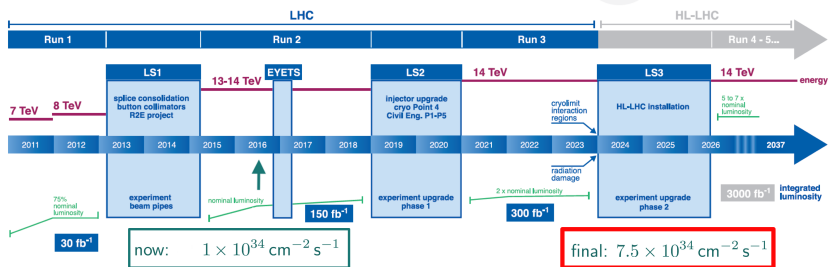 LHC
HL-LHC
Run 1
Run 2
Run 3
Run 4 - 5...
LS1
EYETS
LS2
LS3
13-14 TeV
14 TeV
14 TeV
energy
splice consolidation
button collimators
R2E project
injector upgrade
cryo Point 4
Civil Eng. P1-P5
HL-LHC installation
cryolimit
interaction
regions
5 to 7 x
nominal
luminosity
7 TeV
8 TeV
2011 2012 2013 2014 2015 2016 2017 2018 2019 2020 2021 2022 2023 2024 2025 2026 2037
radiation
damage
75%
nominal
luminosity
experiment
beam pipes
nominal luminosity
experiment upgrade
phase 1
2 x nominal luminosity
experiment upgrade
phase 2
30 fb⁻¹
150 fb⁻¹
300 fb⁻¹
3000 fb⁻¹
integrated
luminosity
now: 1 × 10³⁴ cm⁻² s⁻¹
final: 7.5 × 10³⁴ cm⁻² s⁻¹